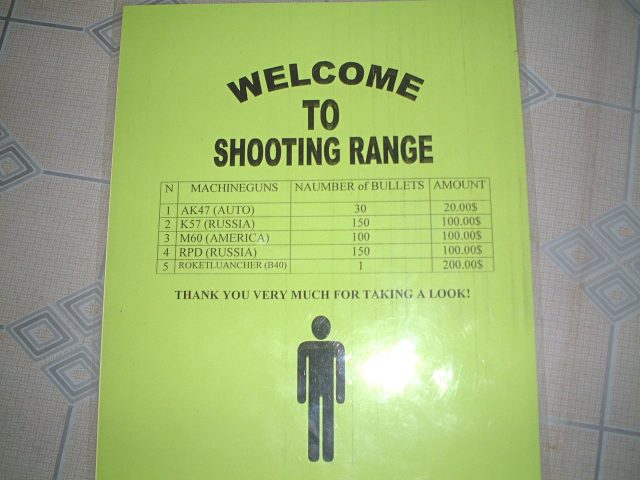 WELCOME
TO
SHOOTING RANGE
N MACHINEGUNS NAUMBER of BULLETS AMOUNT
1 AK47 (AUTO) 30 20.00$
2 K57 (RUSSIA) 150 100.00$
3 M60 (AMERICA) 100 100.00$
4 RPD (RUSSIA) 150 100.00$
5 ROKETLUANCHER (B40) 1 200.00$
THANK YOU VERY MUCH FOR TAKING A LOOK!